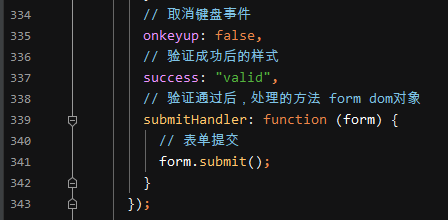 334 // 取消键盘事件
335 onkeyup: false,
336 // 验证成功后的样式
337 success: "valid",
338 // 验证通过后，处理的方法 form dom对象
339 submitHandler: function (form) {
340 // 表单提交
341 form.submit();
342 }
343 });